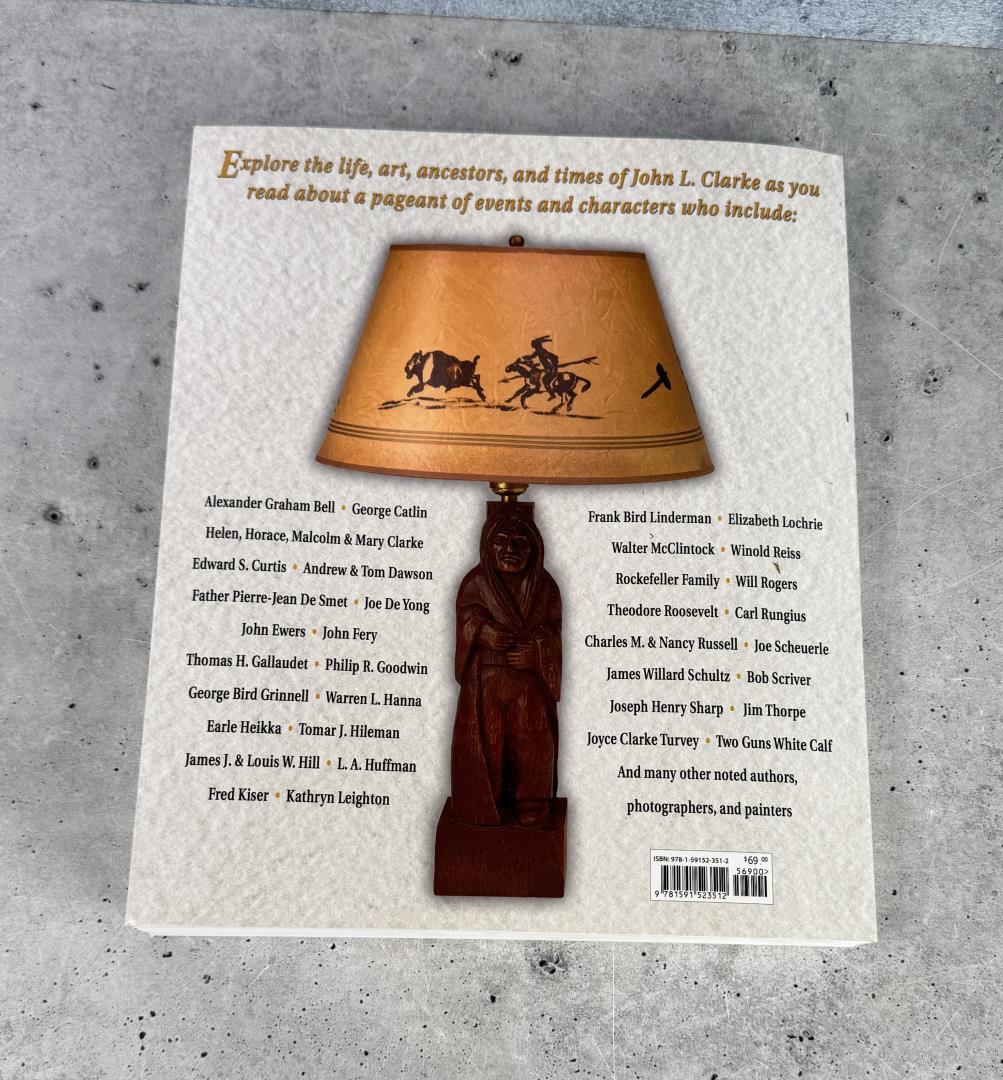 Explore the life, art, ancestors, and times of John L. Clarke as you
read about a pageant of events and characters who include:
Alexander Graham Bell • George Catlin
Helen, Horace, Malcolm & Mary Clarke
Edward S. Curtis • Andrew & Tom Dawson
Father Pierre-Jean De Smet • Joe De Yong
John Ewers • John Fery
Thomas H. Gallaudet • Philip R. Goodwin
George Bird Grinnell • Warren L. Hanna
Earle Heikka • Tomar J. Hileman
James J. & Louis W. Hill • L. A. Huffman
Fred Kiser • Kathryn Leighton
Frank Bird Linderman • Elizabeth Lochrie
Walter McClintock • Winold Reiss
Rockefeller Family • Will Rogers
Theodore Roosevelt • Carl Rungius
Charles M. & Nancy Russell • Joe Scheuerle
James Willard Schultz • Bob Scriver
Joseph Henry Sharp • Jim Thorpe
Joyce Clarke Turvey • Two Guns White Calf
And many other noted authors,
photographers, and painters
ISBN: 978-1-59152-351-2 $69 00
56900>
9 781591 523512